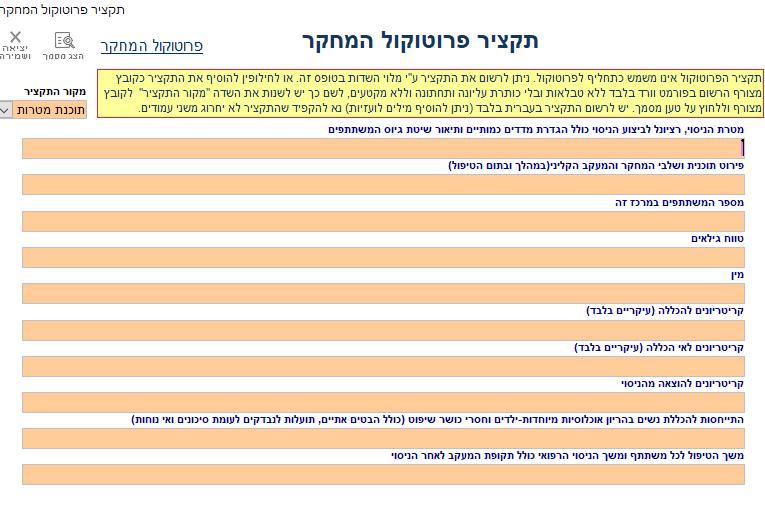 תקציר פרוטוקול המחקר
תקציר פרוטוקול המחקר
פרוטוקול המחקר
הצג מסמך
יציאה
ושמירה
תקציר הפרוטוקול אינו משמש כתחליף לפרוטוקול. ניתן לרשום את התקציר ע"י מלוי השדות בטופס זה. או לחילופין להוסיף את התקציר כקובץ
מצורף הרשום בפורמט וורד בלבד ללא טבלאות ובלי כותרת עליונה ותחתונה וללא מקטעים, לשם כך יש לשנות את השדה "מקור התקציר" לקובץ
מצורף וללחוץ על טען מסמך. יש לרשום התקציר בעברית בלבד (ניתן להוסיף מילים לועזיות) נא להקפיד שהתקציר לא יחרוג משני עמודים.
מקור התקציר
תוכנת מטרות
מטרת הניסוי, רציונל לביצוע הניסוי כולל הגדרת מדדים כמותיים ותיאור שיטת גיוס המשתתפים
פירוט תוכנית ושלבי המחקר והמעקב הקליני(במהלך ובתום הטיפול)
מספר המשתתפים במרכז זה
טווח גילאים
מין
קריטריונים להכללה (עיקריים בלבד)
קריטריונים לאי הכללה (עיקריים בלבד)
קריטריונים להוצאה מהניסוי
התייחסות להכללת נשים בהריון אוכלוסיות מיוחדות-ילדים וחסרי כושר שיפוט (כולל הבטים אתיים, תועלות לנבדקים לעומת סיכונים ואי נוחות)
משך הטיפול לכל משתתף ומשך הניסוי הרפואי כולל תקופת המעקב לאחר הניסוי